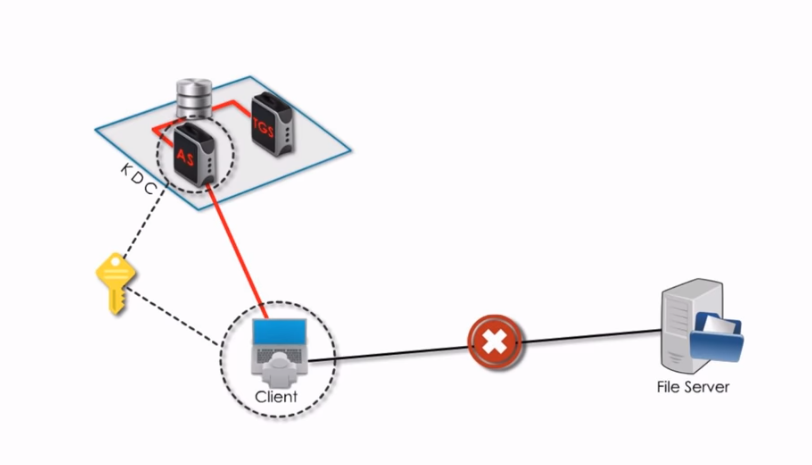 TGS
AS
KDC
Client
File Server